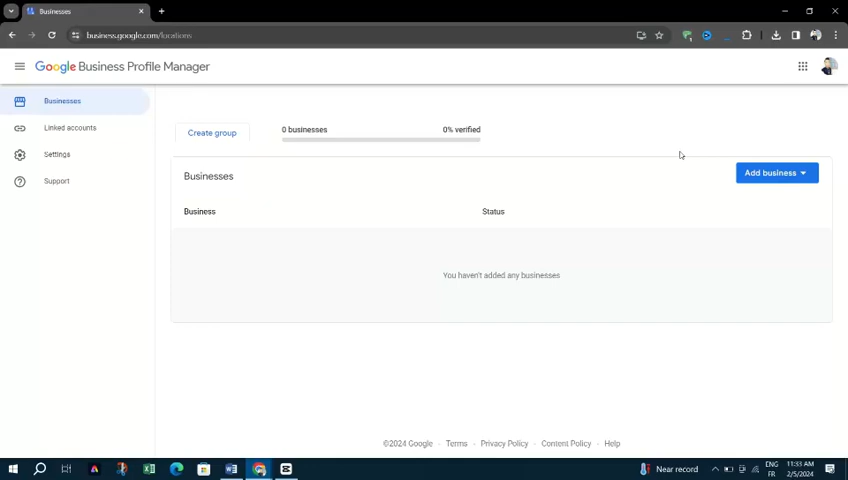 Businesses
business.google.com/locations
Google Business Profile Manager
Businesses
Linked accounts
Settings
Support
Create group
0 businesses
0% verified
Businesses
Add business
Business
Status
You haven't added any businesses
©2024 Google · Terms · Privacy Policy · Content Policy · Help
Near record
ENG
FR
11:33 AM
2/5/2024